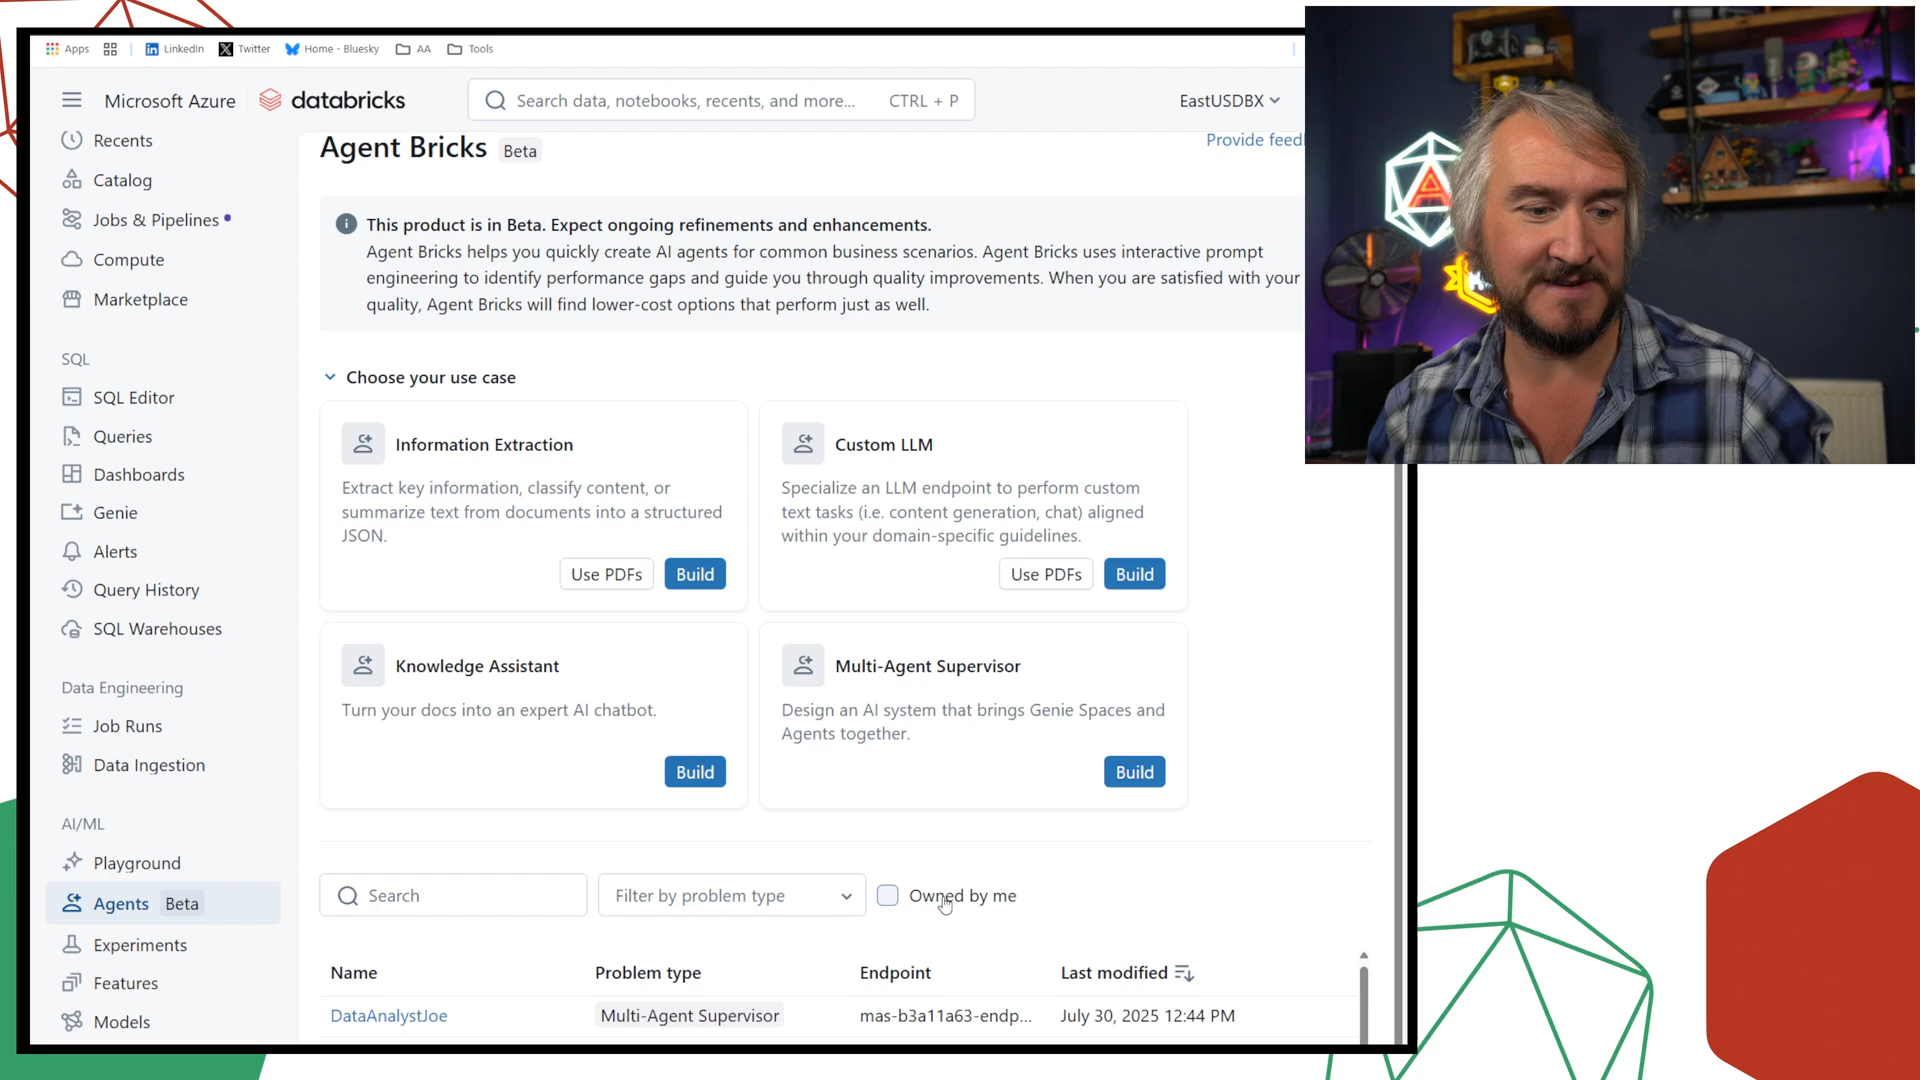 Apps
LinkedIn
Twitter
Home - Bluesky
AA
Tools
Microsoft Azure
databricks
Search data, notebooks, recents, and more...
CTRL + P
EastUSDBX
Recents
Catalog
Jobs & Pipelines
Compute
Marketplace
SQL
SQL Editor
Queries
Dashboards
Genie
Alerts
Query History
SQL Warehouses
Data Engineering
Job Runs
Data Ingestion
AI/ML
Playground
Agents Beta
Experiments
Features
Models
Agent Bricks Beta
Provide feed
This product is in Beta. Expect ongoing refinements and enhancements.
Agent Bricks helps you quickly create AI agents for common business scenarios. Agent Bricks uses interactive prompt
engineering to identify performance gaps and guide you through quality improvements. When you are satisfied with your
quality, Agent Bricks will find lower-cost options that perform just as well.
Choose your use case
Information Extraction
Extract key information, classify content, or
summarize text from documents into a structured
JSON.
Use PDFs
Build
Custom LLM
Specialize an LLM endpoint to perform custom
text tasks (i.e. content generation, chat) aligned
within your domain-specific guidelines.
Use PDFs
Build
Knowledge Assistant
Turn your docs into an expert AI chatbot.
Build
Multi-Agent Supervisor
Design an AI system that brings Genie Spaces and
Agents together.
Build
Search
Filter by problem type
Owned by me
Name
Problem type
Endpoint
Last modified
DataAnalystJoe
Multi-Agent Supervisor
mas-b3a11a63-endp...
July 30, 2025 12:44 PM